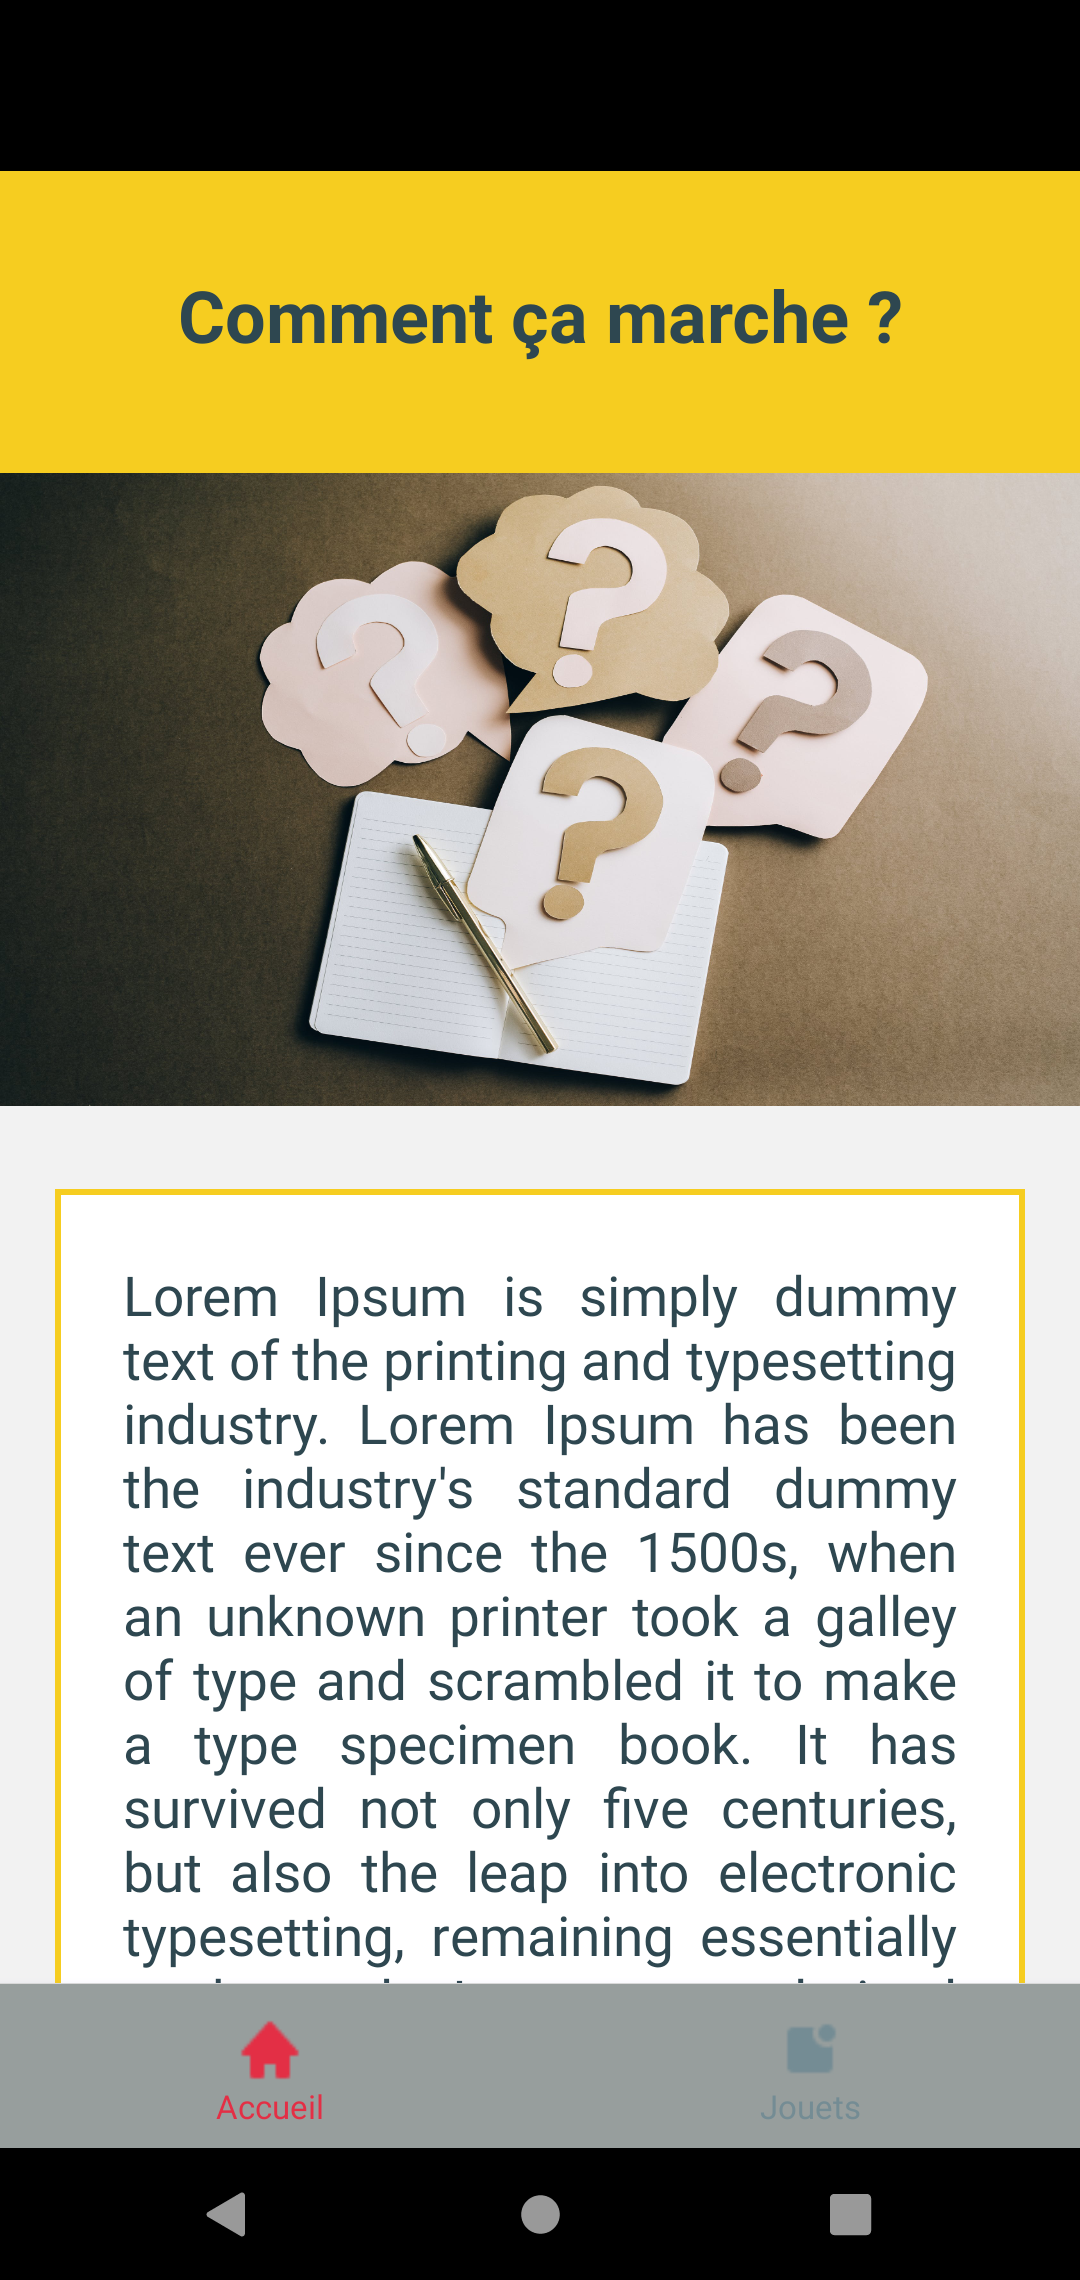 Comment ça marche ?
?
?
?
?
Lorem Ipsum is simply dummy
text of the printing and typesetting
industry. Lorem Ipsum has been
the industry's standard dummy
text ever since the 1500s, when
an unknown printer took a galley
of type and scrambled it to make
a type specimen book. It has
survived not only five centuries,
but also the leap into electronic
typesetting, remaining essentially
Accueil
Jouets